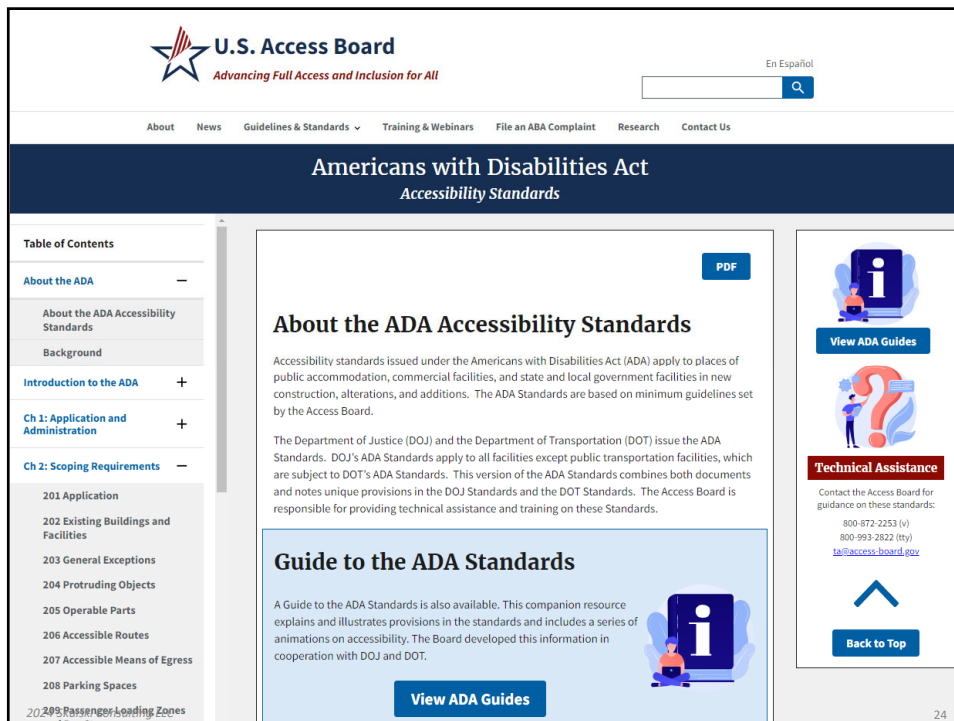 U.S. Access Board
Advancing Full Access and Inclusion for All
En Español
About News Guidelines & Standards Training & Webinars File an ABA Complaint Research Contact Us
Americans with Disabilities Act
Accessibility Standards
Table of Contents
About the ADA
About the ADA Accessibility
Standards
Background
Introduction to the ADA
Ch 1: Application and
Administration
Ch 2: Scoping Requirements
201 Application
202 Existing Buildings and
Facilities
203 General Exceptions
204 Protruding Objects
205 Operable Parts
206 Accessible Routes
207 Accessible Means of Egress
208 Parking Spaces
209 Passenger Loading Zones
PDF
About the ADA Accessibility Standards
Accessibility standards issued under the Americans with Disabilities Act (ADA) apply to places of
public accommodation, commercial facilities, and state and local government facilities in new
construction, alterations, and additions. The ADA Standards are based on minimum guidelines set
by the Access Board.
The Department of Justice (DOJ) and the Department of Transportation (DOT) issue the ADA
Standards. DOJ's ADA Standards apply to all facilities except public transportation facilities, which
are subject to DOT's ADA Standards. This version of the ADA Standards combines both documents
and notes unique provisions in the DOJ Standards and the DOT Standards. The Access Board is
responsible for providing technical assistance and training on these Standards.
Guide to the ADA Standards
A Guide to the ADA Standards is also available. This companion resource
explains and illustrates provisions in the standards and includes a series of
animations on accessibility. The Board developed this information in
cooperation with DOJ and DOT.
View ADA Guides
View ADA Guides
Technical Assistance
Contact the Access Board for
guidance on these standards:
800-872-2253 (v)
800-993-2822 (tty)
ta@access-board.gov
Back to Top
2024 Skulski Consulting LLC
24